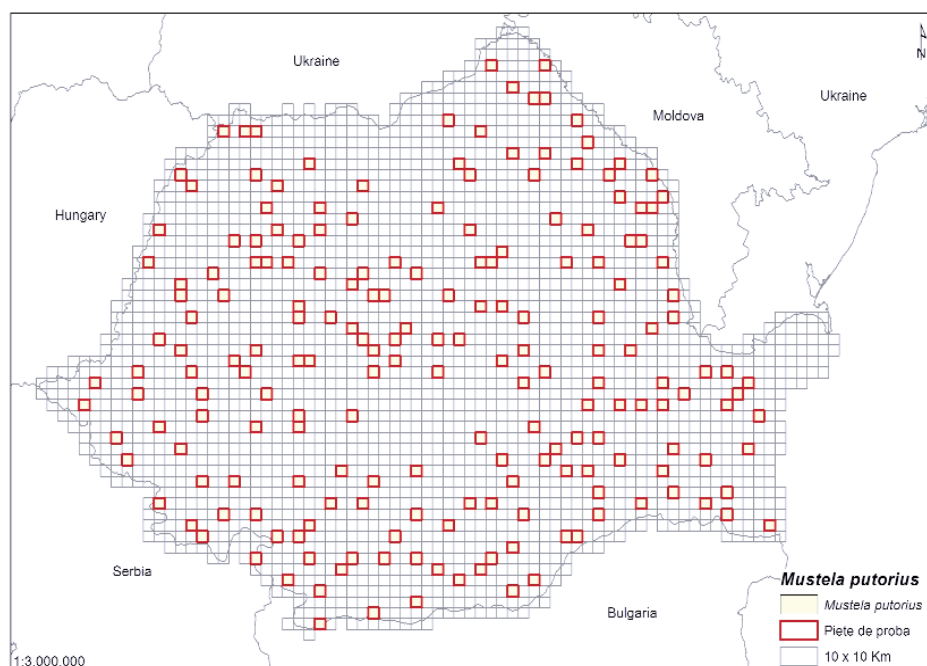 Ukraine
N
Moldova
Ukraine
Hungary
Serbia
Bulgaria
Mustela putorius
Mustela putorius
Piete de proba
10 x 10 Km
1:3.000.000